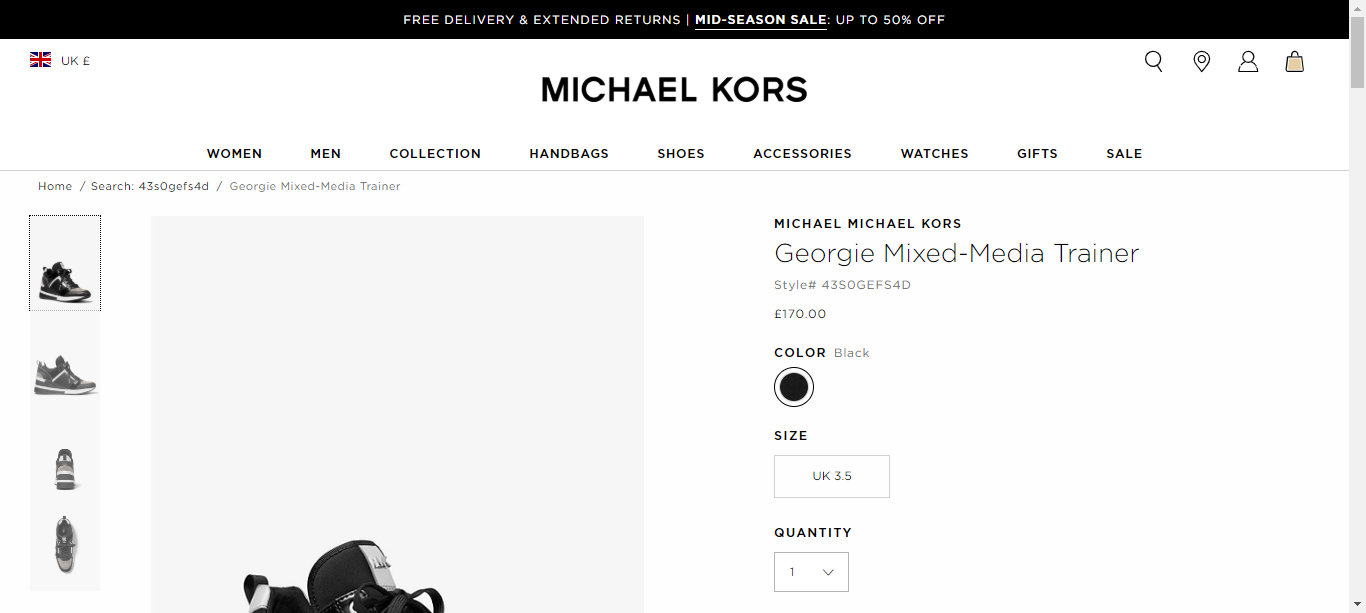 FREE DELIVERY & EXTENDED RETURNS | MID-SEASON SALE: UP TO 50% OFF
UK £
MICHAEL KORS
WOMEN MEN COLLECTION HANDBAGS SHOES ACCESSORIES WATCHES GIFTS SALE
Home / Search: 43s0gefs4d / Georgie Mixed-Media Trainer
MICHAEL MICHAEL KORS
Georgie Mixed-Media Trainer
Style# 43S0GEFS4D
£170.00
COLOR Black
SIZE
UK 3.5
QUANTITY
1